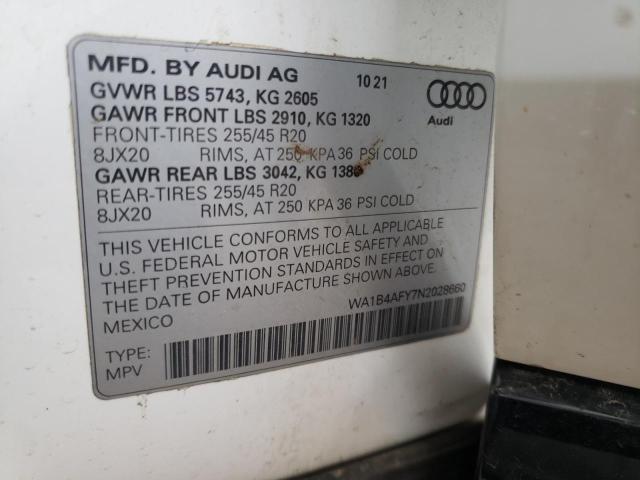 MFD. BY AUDI AG 10 21
GVWR LBS 5743, KG 2605
GAWR FRONT LBS 2910, KG 1320
FRONT-TIRES 255/45 R20
8JX20 RIMS, AT 250 KPA 36 PSI COLD
GAWR REAR LBS 3042, KG 1380
REAR-TIRES 255/45 R20
8JX20 RIMS, AT 250 KPA 36 PSI COLD
Audi
THIS VEHICLE CONFORMS TO ALL APPLICABLE
U.S. FEDERAL MOTOR VEHICLE SAFETY AND
THEFT PREVENTION STANDARDS IN EFFECT ON
THE DATE OF MANUFACTURE SHOWN ABOVE.
MEXICO
WA1B4AFY7N2028660
TYPE:
MPV